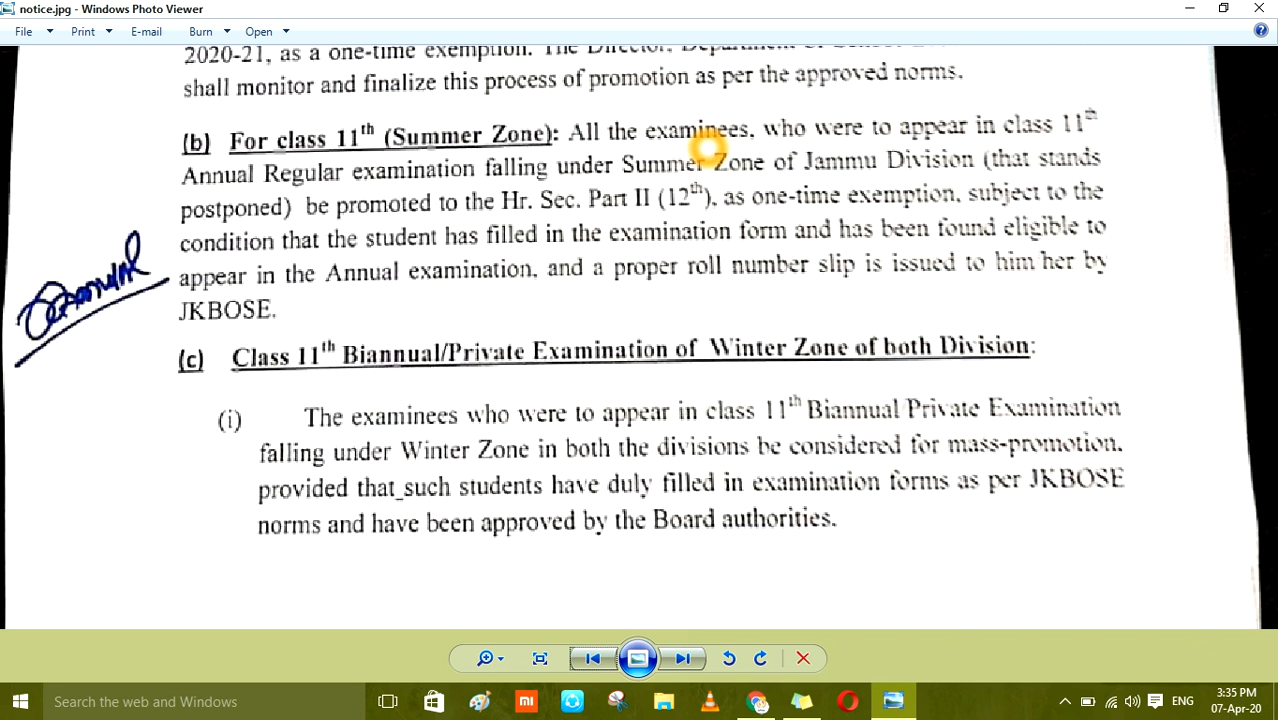 notice.jpg - Windows Photo Viewer
File Print E-mail Burn Open
2020-21, as a one-time exemption. The Director, Department
shall monitor and finalize this process of promotion as per the approved norms.
(b) For class 11th (Summer Zone): All the examinees, who were to appear in class 11th
Annual Regular examination falling under Summer Zone of Jammu Division (that stands
postponed) be promoted to the Hr. Sec. Part II (12th), as one-time exemption, subject to the
condition that the student has filled in the examination form and has been found eligible to
appear in the Annual examination, and a proper roll number slip is issued to him her by
JKBOSE.
(c) Class 11th Biannual/Private Examination of Winter Zone of both Division:
(i) The examinees who were to appear in class 11th Biannual Private Examination
falling under Winter Zone in both the divisions be considered for mass-promotion,
provided that such students have duly filled in examination forms as per JKBOSE
norms and have been approved by the Board authorities.
Search the web and Windows
mi
ENG
3:35 PM
07-Apr-20